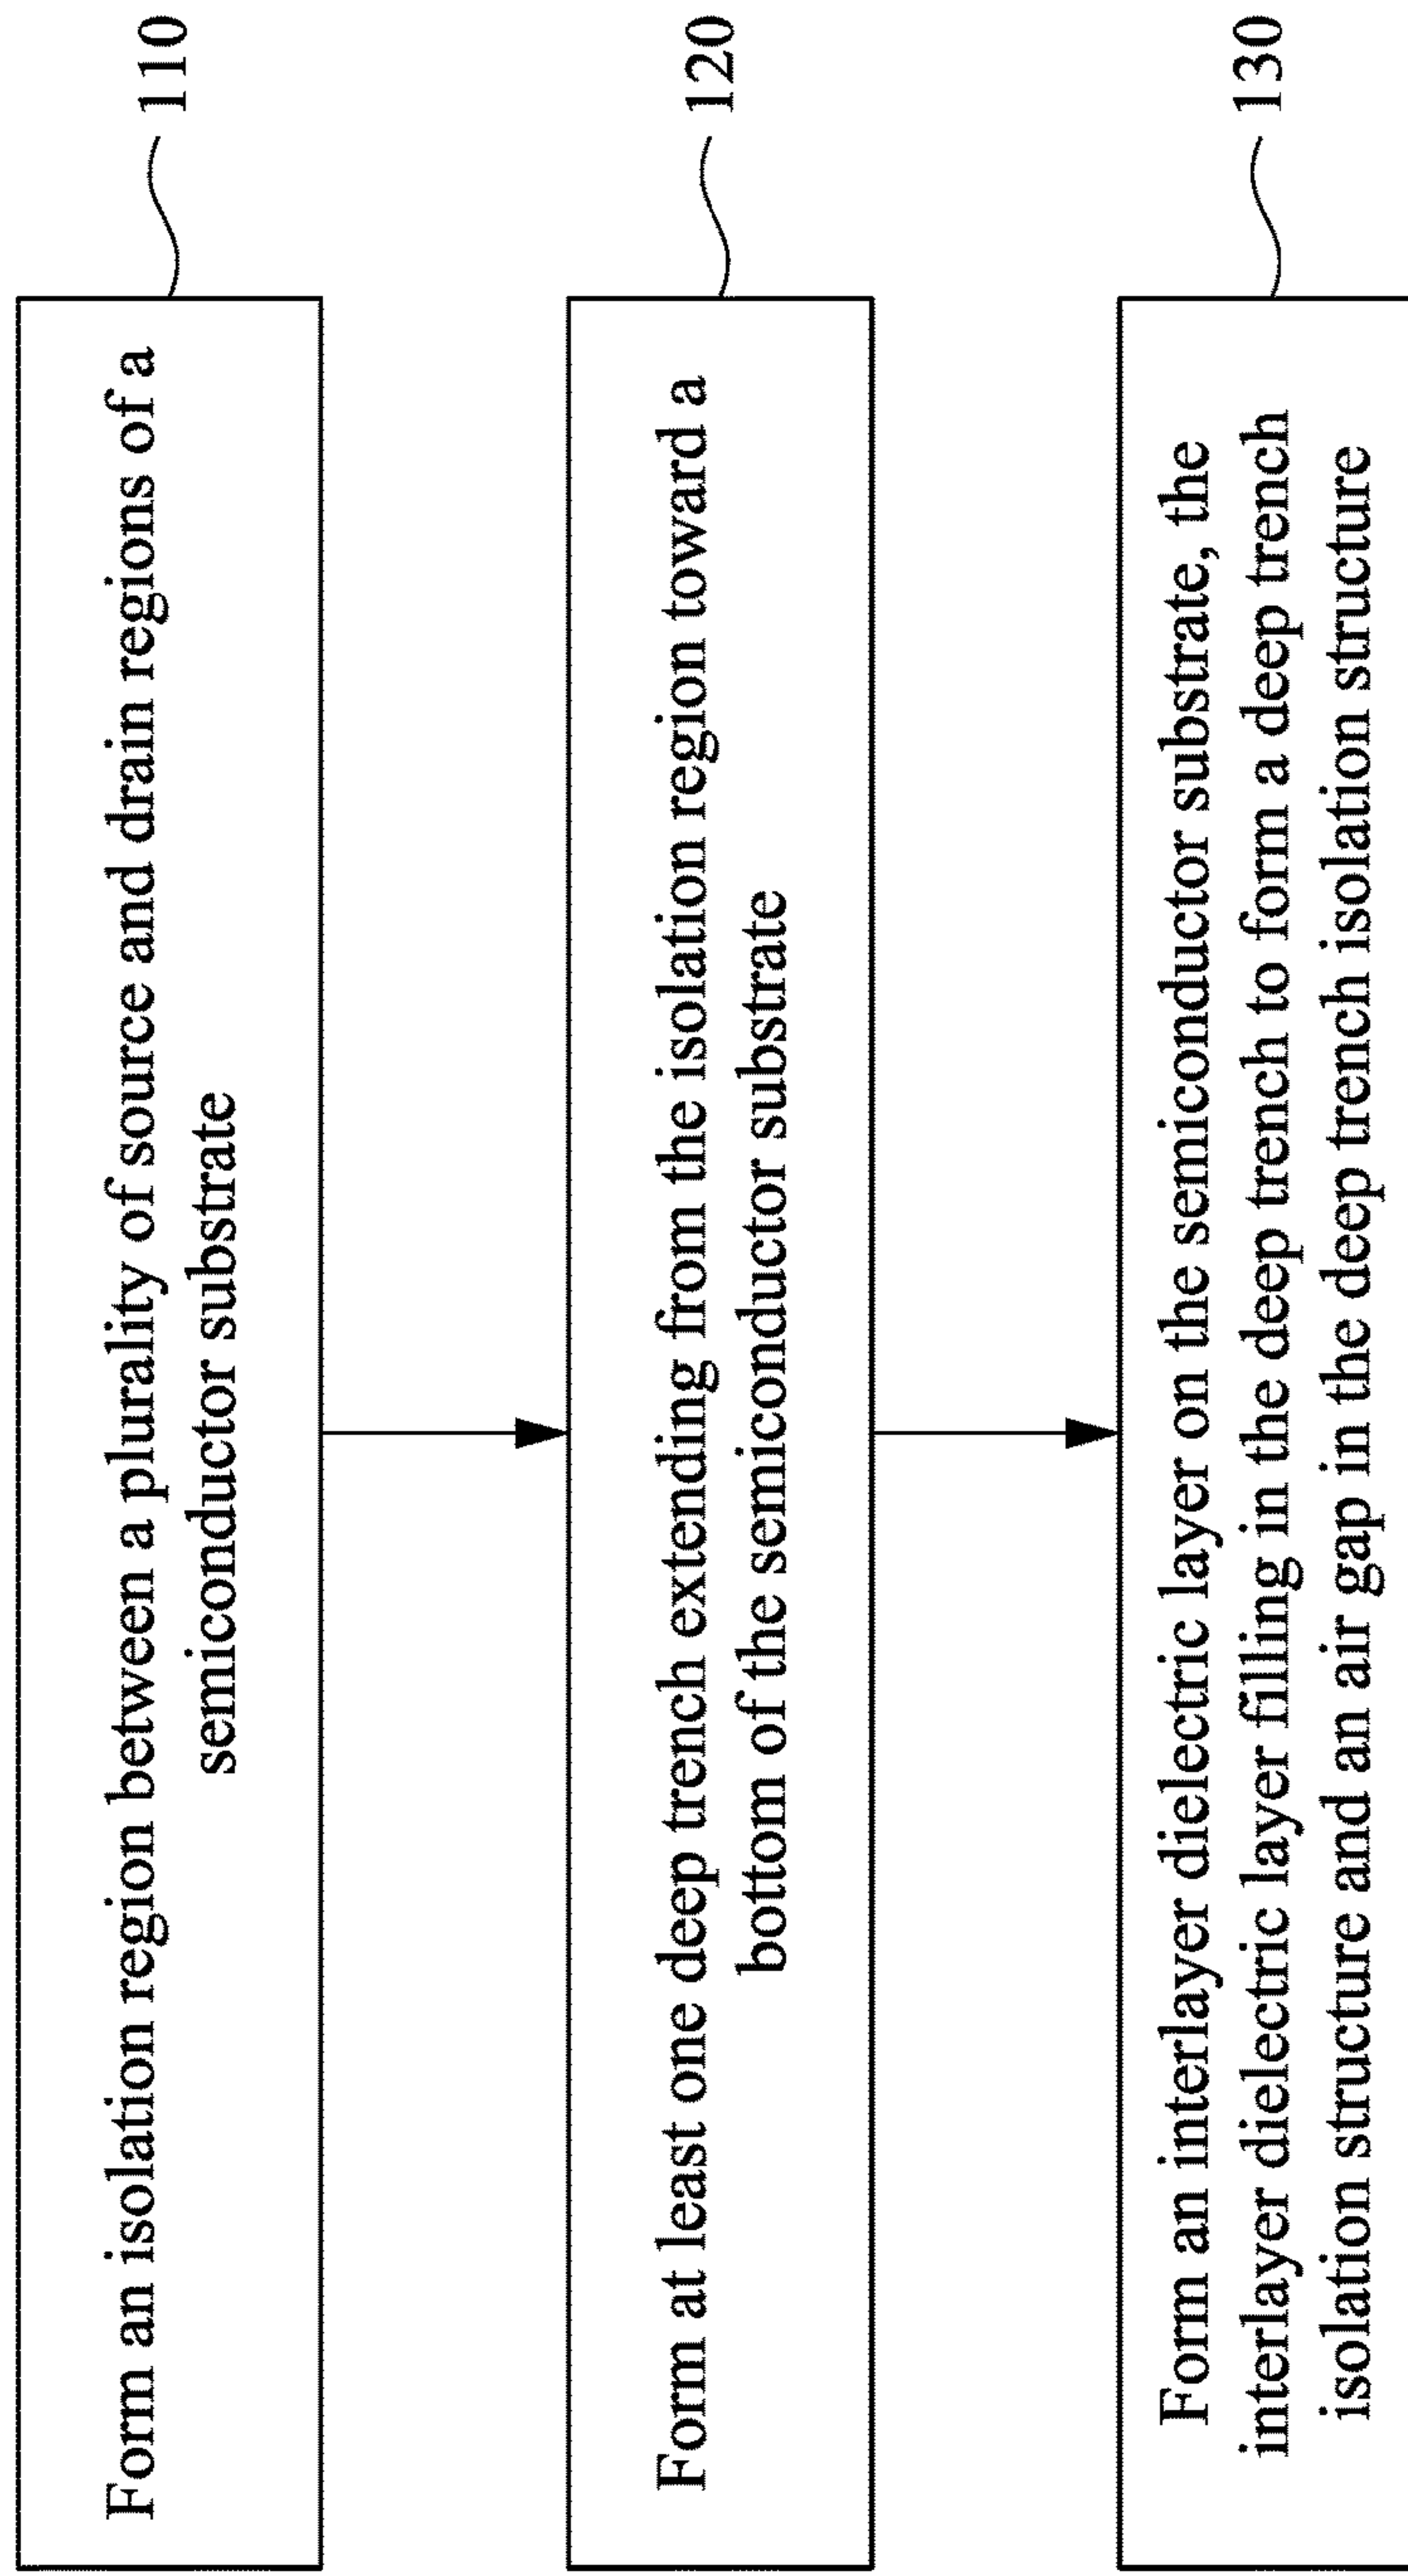 Form an isolation region between a plurality of source and drain regions of a
semiconductor substrate
110
Form at least one deep trench extending from the isolation region toward a
bottom of the semiconductor substrate
120
Form an interlayer dielectric layer on the semiconductor substrate, the
interlayer dielectric layer filling in the deep trench to form a deep trench
isolation structure and an air gap in the deep trench isolation structure
130